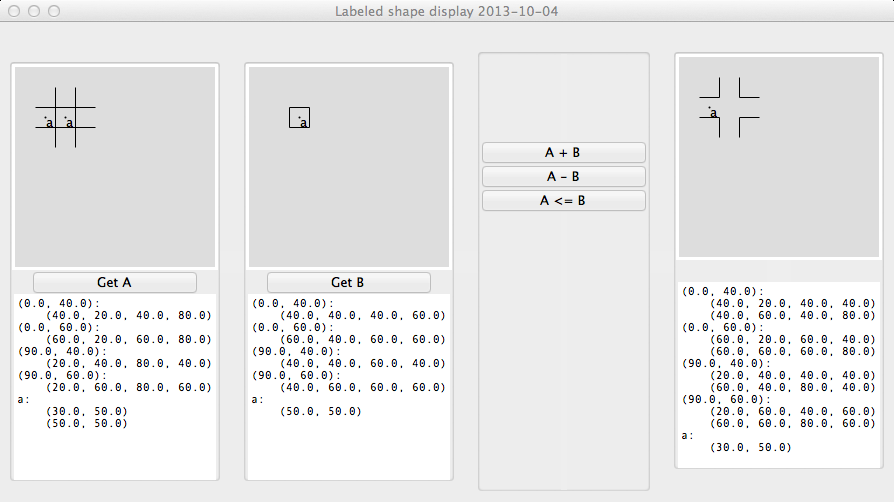 Labeled shape display 2013-10-04
a a
a
a
A + B
A - B
A <= B
Get A
Get B
(0.0, 40.0):
    (40.0, 20.0, 40.0, 80.0)
(0.0, 60.0):
    (60.0, 20.0, 60.0, 80.0)
(90.0, 40.0):
    (20.0, 40.0, 80.0, 40.0)
(90.0, 60.0):
    (20.0, 60.0, 80.0, 60.0)
a:
    (30.0, 50.0)
    (50.0, 50.0)
(0.0, 40.0):
    (40.0, 40.0, 40.0, 60.0)
(0.0, 60.0):
    (60.0, 40.0, 60.0, 60.0)
(90.0, 40.0):
    (40.0, 40.0, 60.0, 40.0)
(90.0, 60.0):
    (40.0, 60.0, 60.0, 60.0)
a:
    (50.0, 50.0)
(0.0, 40.0):
    (40.0, 20.0, 40.0, 40.0)
    (40.0, 60.0, 40.0, 80.0)
(0.0, 60.0):
    (60.0, 20.0, 60.0, 40.0)
    (60.0, 60.0, 60.0, 80.0)
(90.0, 40.0):
    (20.0, 40.0, 40.0, 40.0)
    (60.0, 40.0, 80.0, 40.0)
(90.0, 60.0):
    (20.0, 60.0, 40.0, 60.0)
    (60.0, 60.0, 80.0, 60.0)
a:
    (30.0, 50.0)